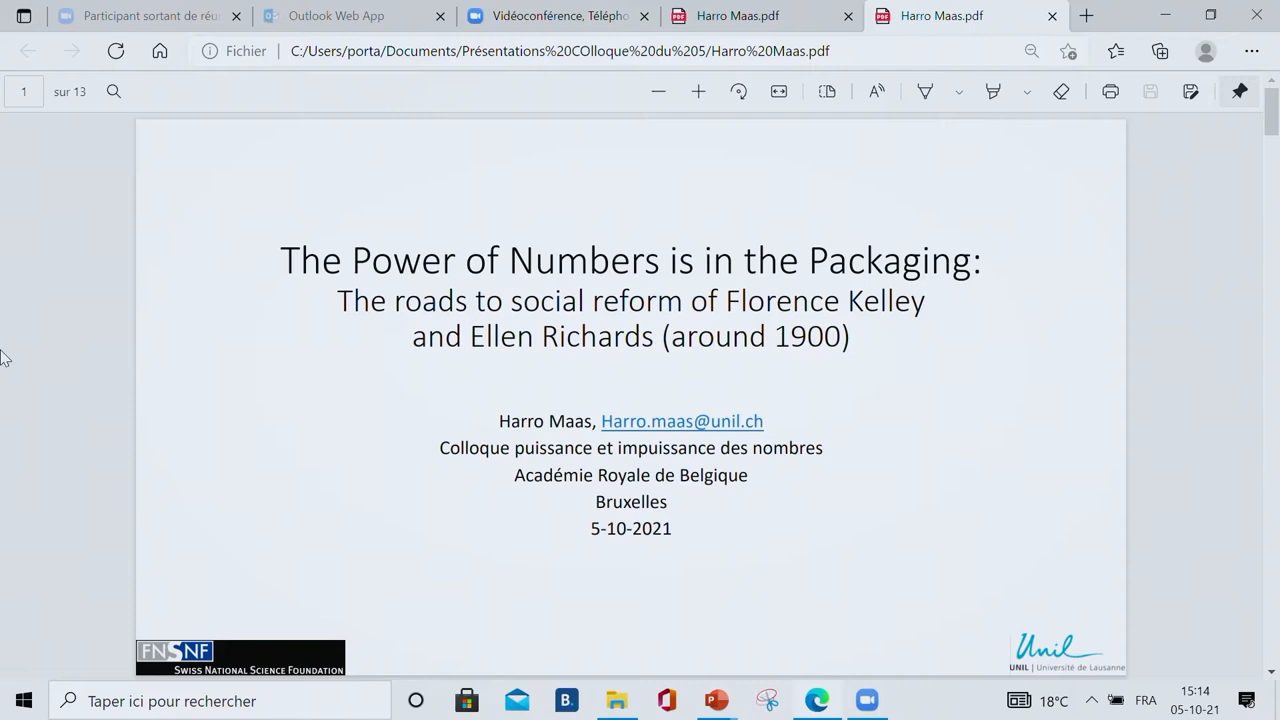 Participant sortant de réu
Outlook Web App
Vidéoconférence, Télépho
Harro Maas.pdf
Harro Maas.pdf
Fichier
C:/Users/porta/Documents/Présentations%20COlloque%20du%205/Harro%20Maas.pdf
1
sur 13
The Power of Numbers is in the Packaging:
The roads to social reform of Florence Kelley
and Ellen Richards (around 1900)
Harro Maas, Harro.maas@unil.ch
Colloque puissance et impuissance des nombres
Académie Royale de Belgique
Bruxelles
5-10-2021
FNSNF
SWISS NATIONAL SCIENCE FOUNDATION
Unil
UNIL | Université de Lausanne
Taper ici pour rechercher
B.
18°C
FRA
15:14
05-10-21